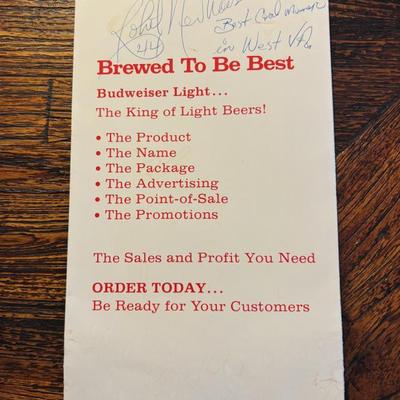 Best Coal Miner
in West VA.
Brewed To Be Best
Budweiser Light...
The King of Light Beers!
• The Product
• The Name
• The Package
• The Advertising
• The Point-of-Sale
• The Promotions
The Sales and Profit You Need
ORDER TODAY...
Be Ready for Your Customers